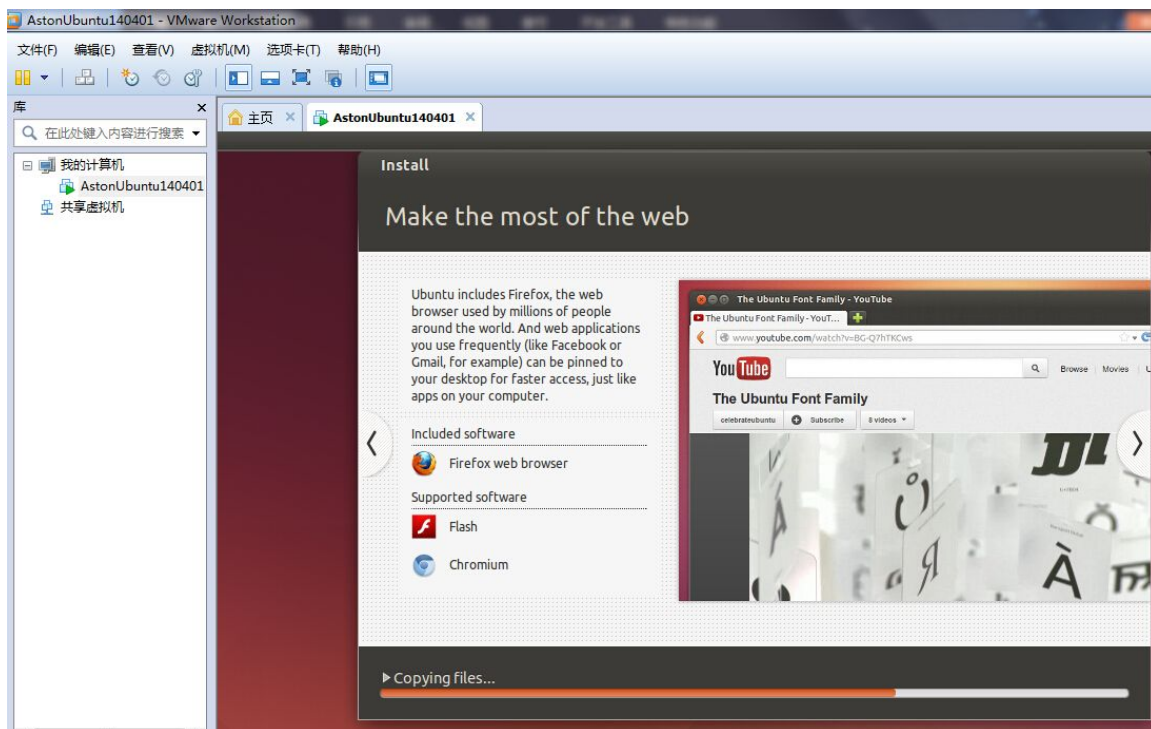 AstonUbuntu140401 - VMware Workstation
文件(F) 编辑(E) 查看(V) 虚拟机(M) 选项卡(T) 帮助(H)
库
在此处键入内容进行搜索
我的计算机
AstonUbuntu140401
共享虚拟机
主页
AstonUbuntu140401
Install
Make the most of the web
Ubuntu includes Firefox, the web
browser used by millions of people
around the world. And web applications
you use frequently (like Facebook or
Gmail, for example) can be pinned to
your desktop for faster access, just like
apps on your computer.
Included software
Firefox web browser
Supported software
Flash
Chromium
The Ubuntu Font Family - YouTube
The Ubuntu Font Family - YouT...
www.youtube.com/watch?v=BG-Q7hTKCws
YouTube
Browse Movies U
The Ubuntu Font Family
celebrateubuntu Subscribe 8 videos
Copying files...